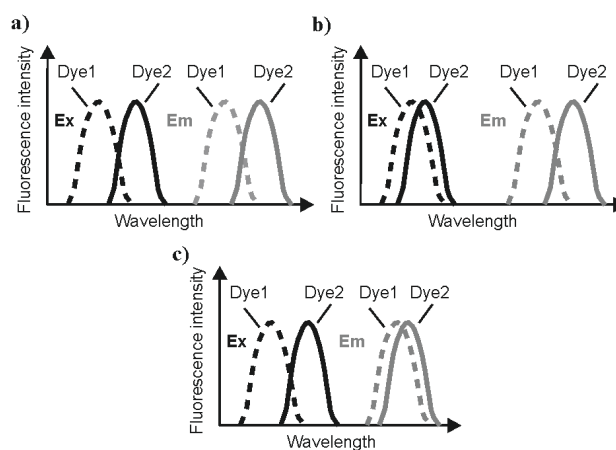 a)
Fluorescence intensity
Dye1 Dye2 Dye1 Dye2
Ex Em
Wavelength
b)
Fluorescence intensity
Dye1 Dye2 Dye1 Dye2
Ex Em
Wavelength
c)
Fluorescence intensity
Dye1 Dye2 Dye1 Dye2
Ex Em
Wavelength